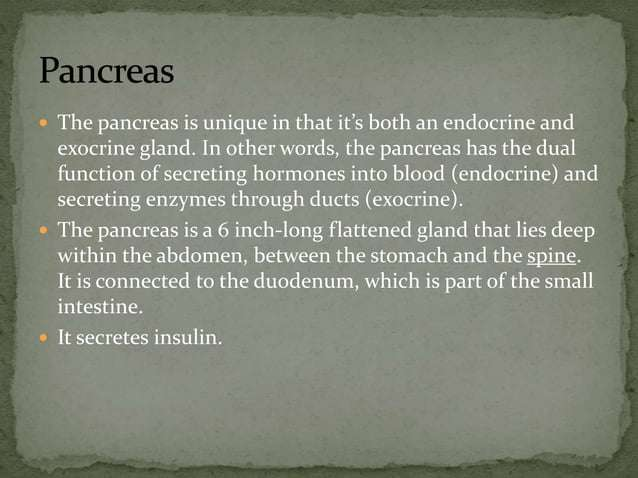 Pancreas
• The pancreas is unique in that it’s both an endocrine and
exocrine gland. In other words, the pancreas has the dual
function of secreting hormones into blood (endocrine) and
secreting enzymes through ducts (exocrine).
• The pancreas is a 6 inch-long flattened gland that lies deep
within the abdomen, between the stomach and the spine.
It is connected to the duodenum, which is part of the small
intestine.
• It secretes insulin.